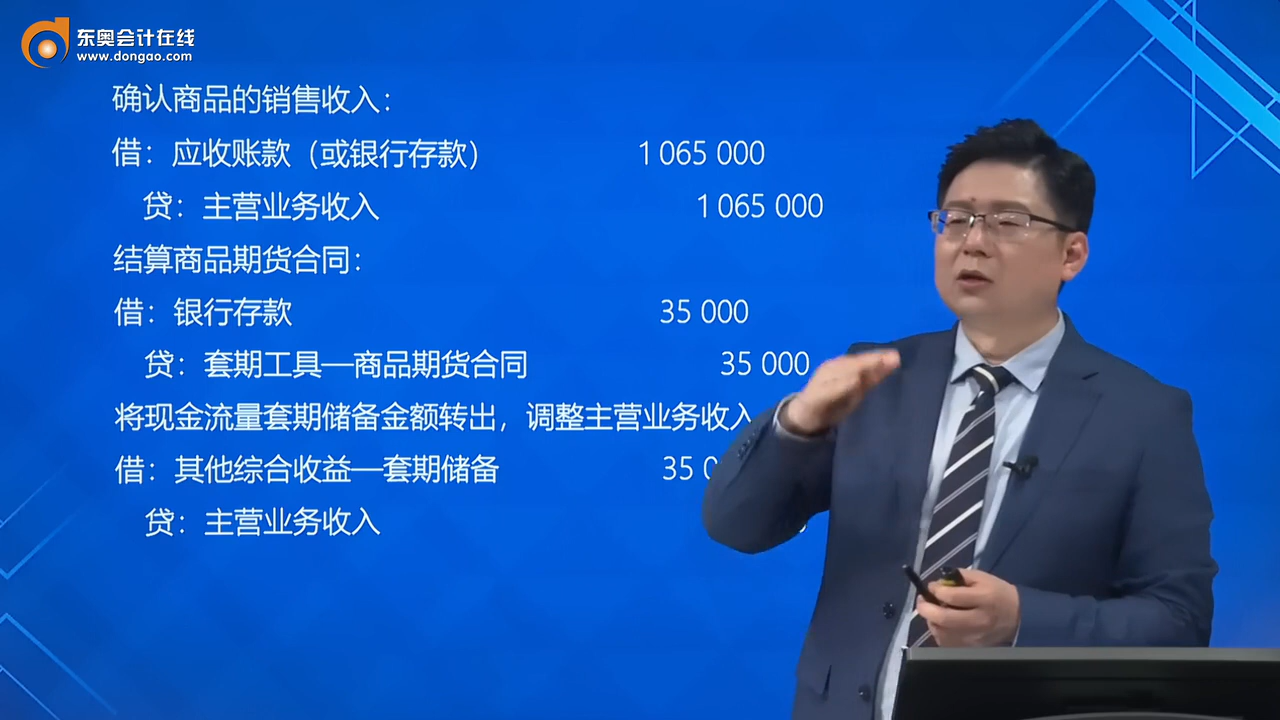 东奥会计在线
www.dongao.com
确认商品的销售收入：
借：应收账款（或银行存款） 1 065 000
贷：主营业务收入 1 065 000
结算商品期货合同：
借：银行存款 35 000
贷：套期工具—商品期货合同 35 000
将现金流量套期储备金额转出，调整主营业务收入
借：其他综合收益—套期储备 35
贷：主营业务收入